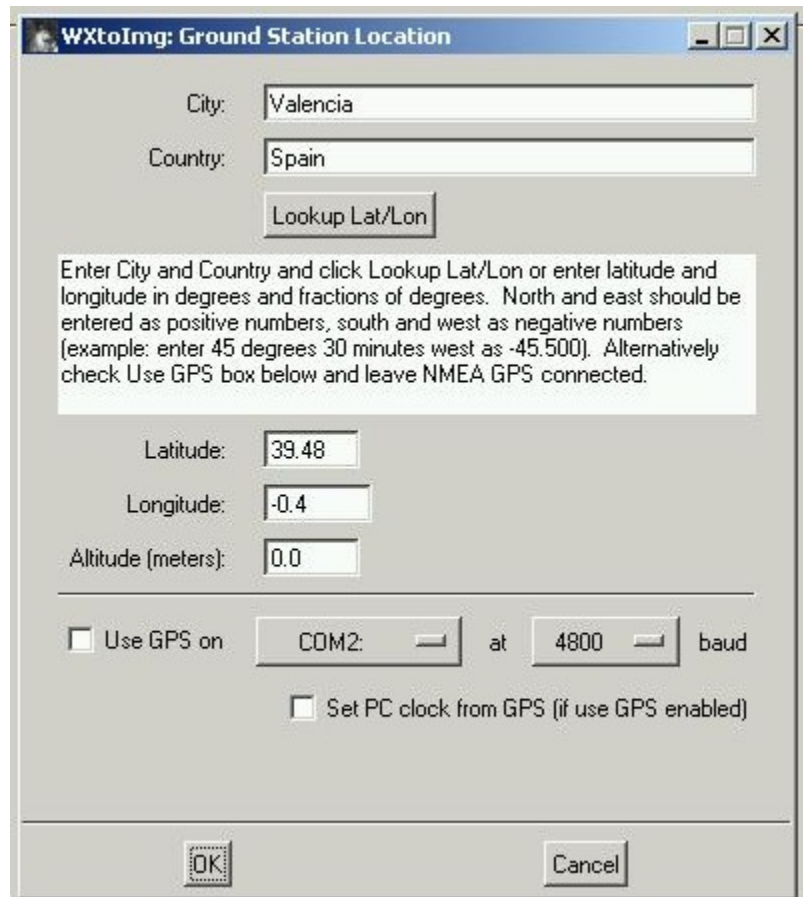 WXtoImg: Ground Station Location
City: Valencia
Country: Spain
Lookup Lat/Lon
Enter City and Country and click Lookup Lat/Lon or enter latitude and
longitude in degrees and fractions of degrees.  North and east should be
entered as positive numbers, south and west as negative numbers
(example: enter 45 degrees 30 minutes west as -45.500).  Alternatively
check Use GPS box below and leave NMEA GPS connected.
Latitude: 39.48
Longitude: -0.4
Altitude (meters): 0.0
Use GPS on COM2: at 4800 baud
Set PC clock from GPS (if use GPS enabled)
OK Cancel